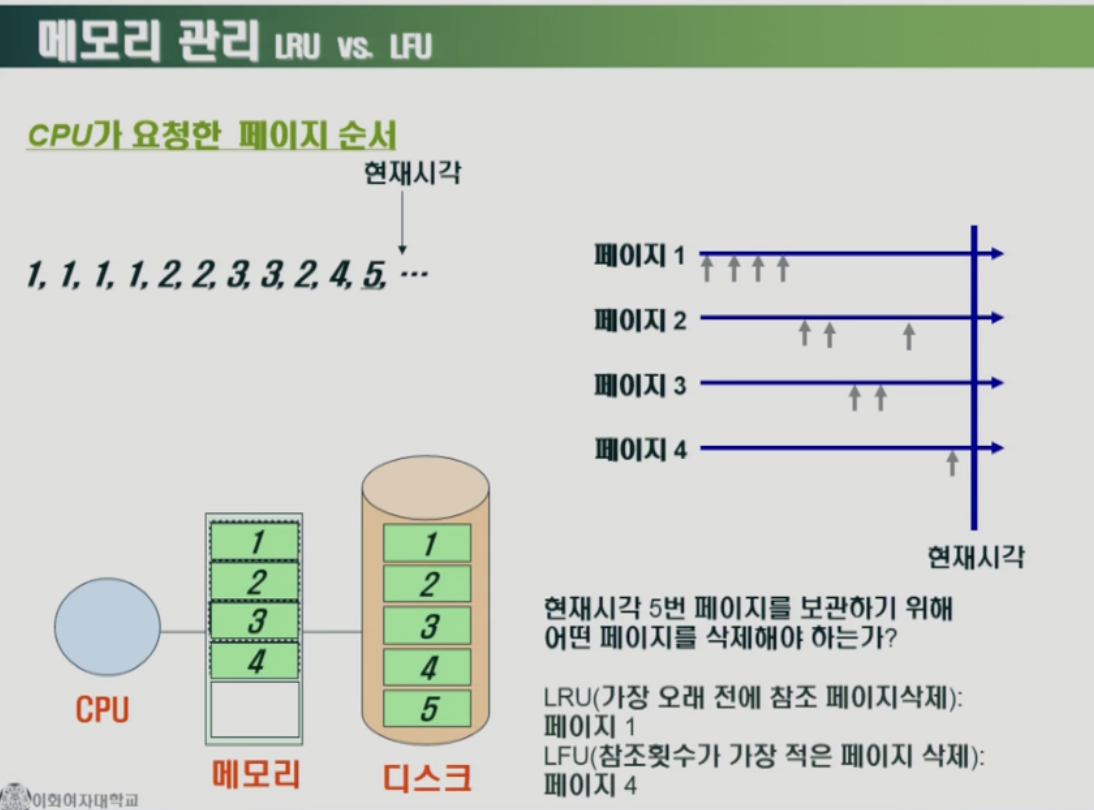 메모리 관리 LRU vs. LFU
CPU가 요청한 페이지 순서
현재시각
1, 1, 1, 1, 2, 2, 3, 3, 2, 4, 5, ...
페이지 1
페이지 2
페이지 3
페이지 4
현재시각
1
2
3
4
1
2
3
4
5
CPU
메모리
디스크
현재시각 5번 페이지를 보관하기 위해
어떤 페이지를 삭제해야 하는가?
LRU(가장 오래 전에 참조 페이지삭제):
페이지 1
LFU(참조횟수가 가장 적은 페이지 삭제):
페이지 4
이화여자대학교